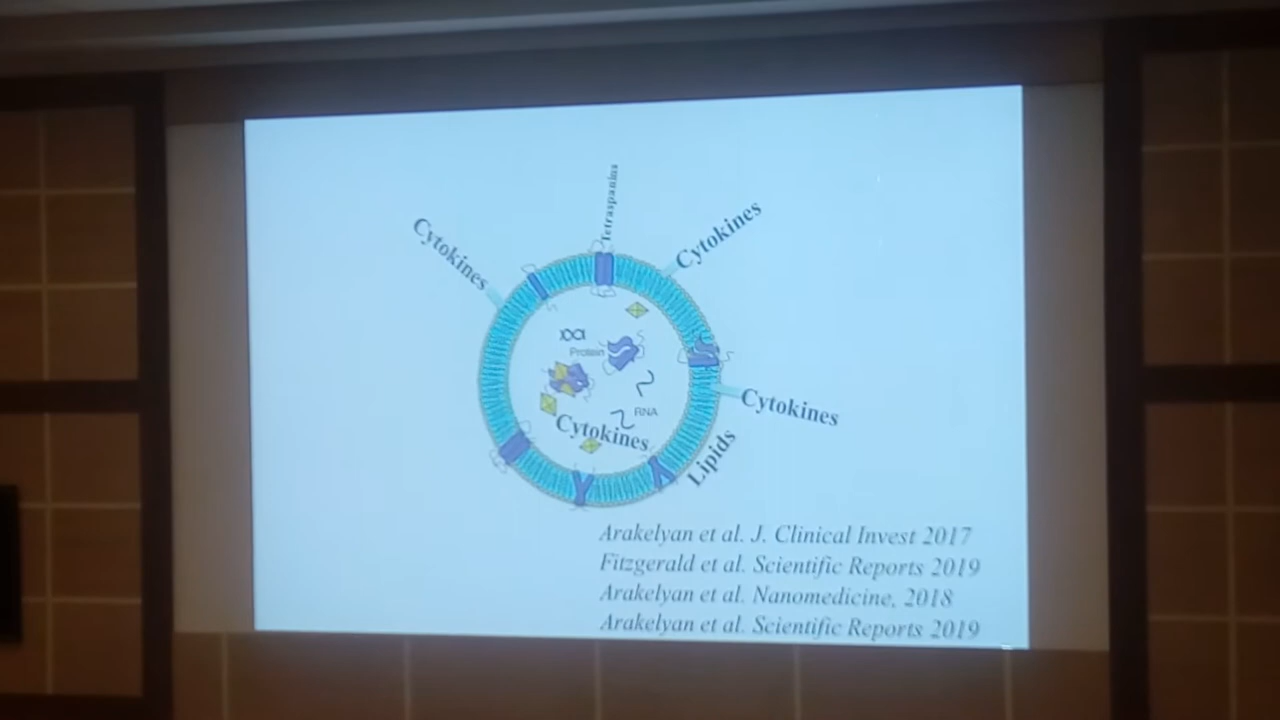 Tetraspanins
Cytokines
Cytokines
Protein
Cytokines
RNA
Cytokines
Lipids
Arakelyan et al. J. Clinical Invest 2017
Fitzgerald et al. Scientific Reports 2019
Arakelyan et al. Nanomedicine, 2018
Arakelyan et al. Scientific Reports 2019